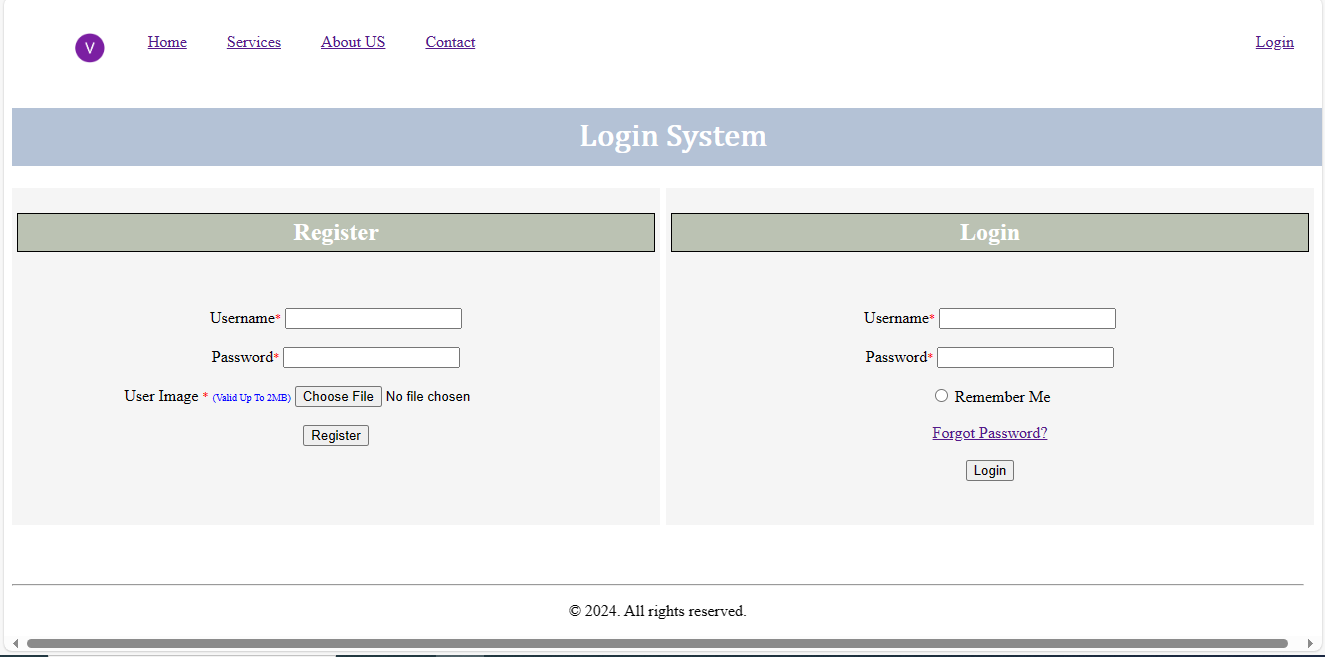 V Home Services About US Contact Login
Login System
Register
Username*
Password*
User Image * (Valid Up To 2MB) Choose File No file chosen
Register
Login
Username*
Password*
Remember Me
Forgot Password?
Login
© 2024. All rights reserved.